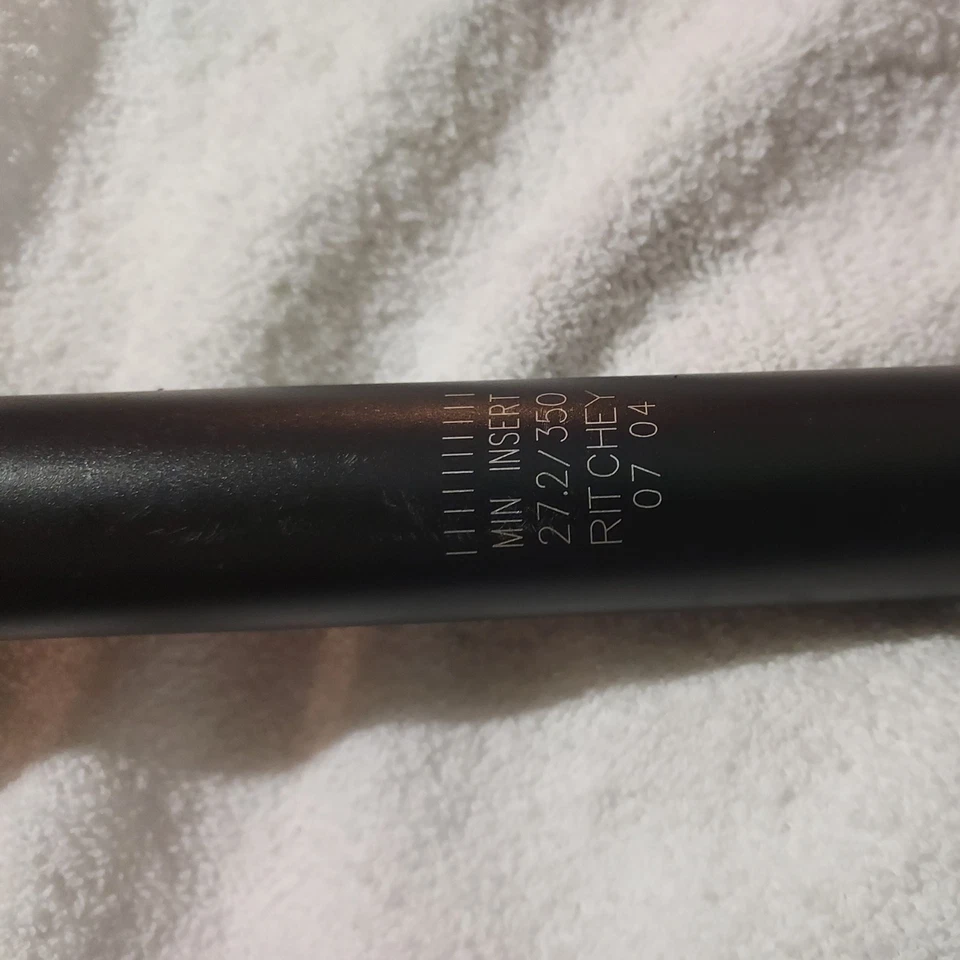 MIN INSERT
27.2/350
RITCHEY
07 04